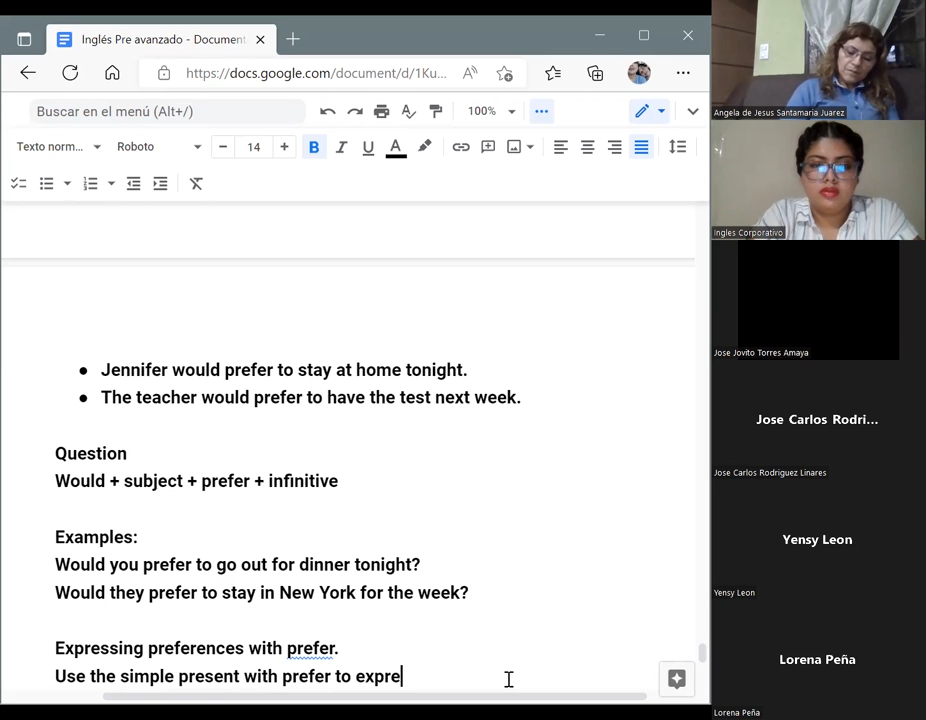 Inglés Pre avanzado - Document
https://docs.google.com/document/d/1Ku...
Buscar en el menú (Alt+/)
100%
Texto norm...
Roboto
14
B I U A
● Jennifer would prefer to stay at home tonight.
● The teacher would prefer to have the test next week.
Question
Would + subject + prefer + infinitive
Examples:
Would you prefer to go out for dinner tonight?
Would they prefer to stay in New York for the week?
Expressing preferences with prefer.
Use the simple present with prefer to expre
Angela de Jesus Santamaria Juarez
Ingles Corporativo
Jose Jovito Torres Amaya
Jose Carlos Rodri...
Jose Carlos Rodriguez Linares
Yensy Leon
Yensy Leon
Lorena Peña
Lorena Peña